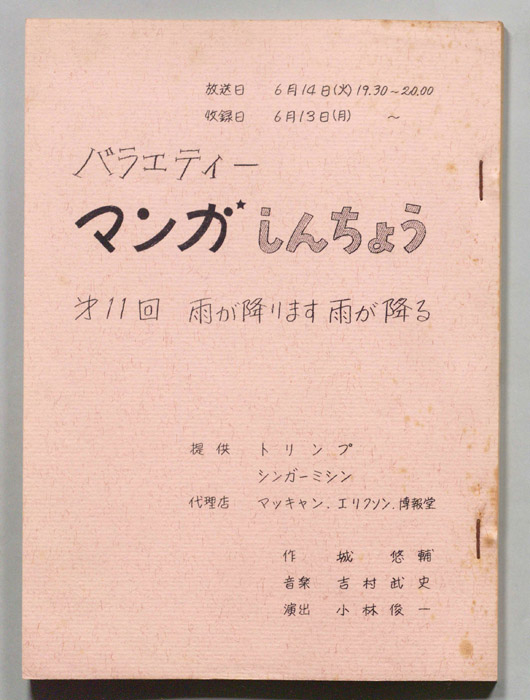 放送日 6月14日(火)19.30~20.00
収録日 6月13日(月) ~
バラエティー
マンガ★しんちょう
才11回 雨が降ります雨が降る
提供 トリンプ
シンガーミシン
代理店 マッキャン.エリクソン.博報堂
作 城悠輔
音楽 吉村武史
演出 小林俊一